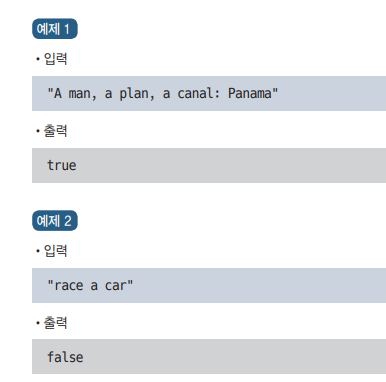 예제 1
• 입력
"A man, a plan, a canal: Panama"
• 출력
true
예제 2
• 입력
"race a car"
• 출력
false